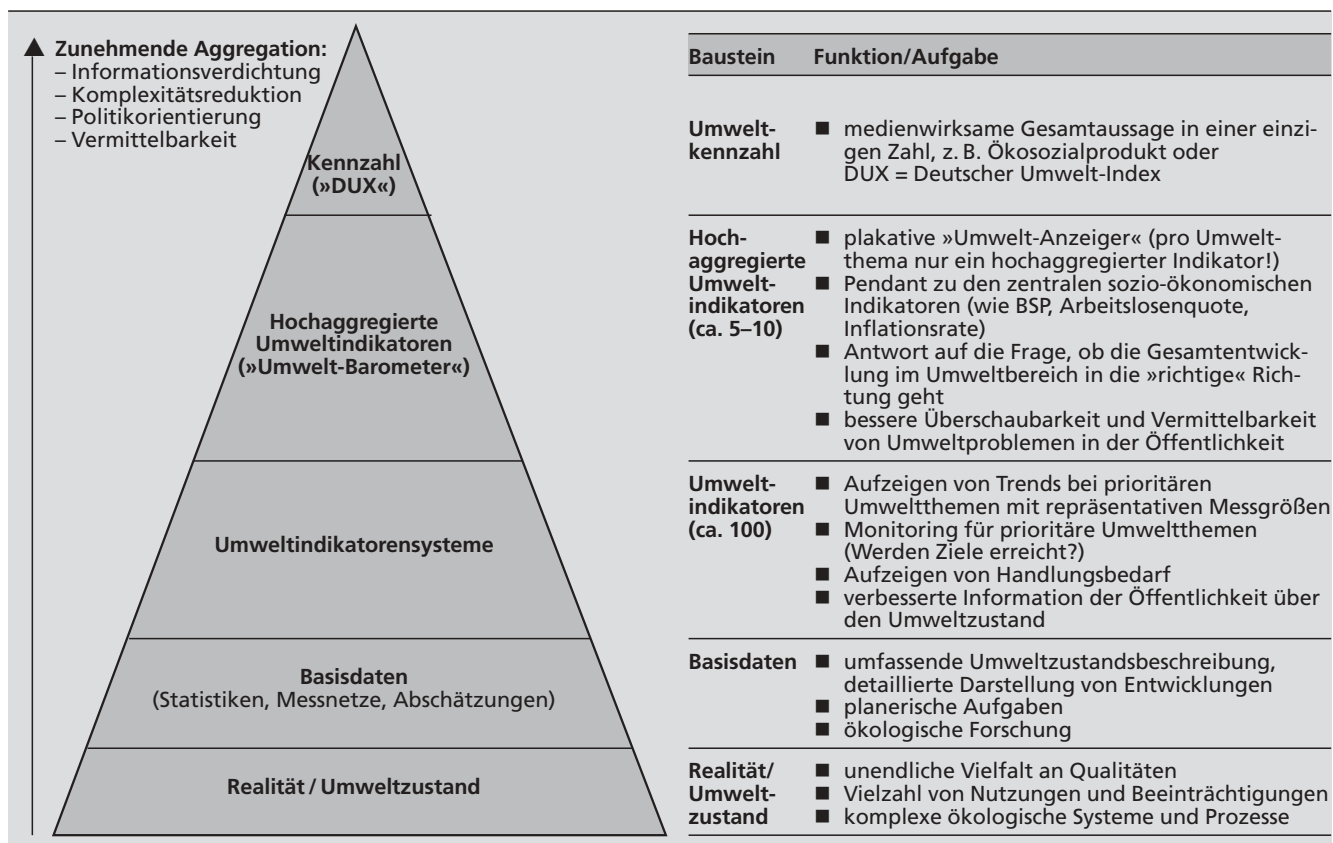 Zunehmende Aggregation:
– Informationsverdichtung
– Komplexitätsreduktion
– Politikorientierung
– Vermittelbarkeit
Kennzahl
(»DUX«)
Hochaggregierte
Umweltindikatoren
(»Umwelt-Barometer«)
Umweltindikatorensysteme
Basisdaten
(Statistiken, Messnetze, Abschätzungen)
Realität / Umweltzustand
Baustein Funktion/Aufgabe
Umwelt- ■ medienwirksame Gesamtaussage in einer einzi-
kennzahl gen Zahl, z. B. Ökosozialprodukt oder
DUX = Deutscher Umwelt-Index
Hoch- ■ plakative »Umwelt-Anzeiger« (pro Umwelt-
aggregierte thema nur ein hochaggregierter Indikator!)
Umwelt- ■ Pendant zu den zentralen sozio-ökonomischen
indikatoren Indikatoren (wie BSP, Arbeitslosenquote,
(ca. 5–10) Inflationsrate)
■ Antwort auf die Frage, ob die Gesamtentwick-
lung im Umweltbereich in die »richtige« Rich-
tung geht
■ bessere Überschaubarkeit und Vermittelbarkeit
von Umweltproblemen in der Öffentlichkeit
Umwelt- ■ Aufzeigen von Trends bei prioritären
indikatoren Umweltthemen mit repräsentativen Messgrößen
(ca. 100) ■ Monitoring für prioritäre Umweltthemen
(Werden Ziele erreicht?)
■ Aufzeigen von Handlungsbedarf
■ verbesserte Information der Öffentlichkeit über
den Umweltzustand
Basisdaten ■ umfassende Umweltzustandsbeschreibung,
detaillierte Darstellung von Entwicklungen
■ planerische Aufgaben
■ ökologische Forschung
Realität/ ■ unendliche Vielfalt an Qualitäten
Umwelt- ■ Vielzahl von Nutzungen und Beeinträchtigungen
zustand ■ komplexe ökologische Systeme und Prozesse